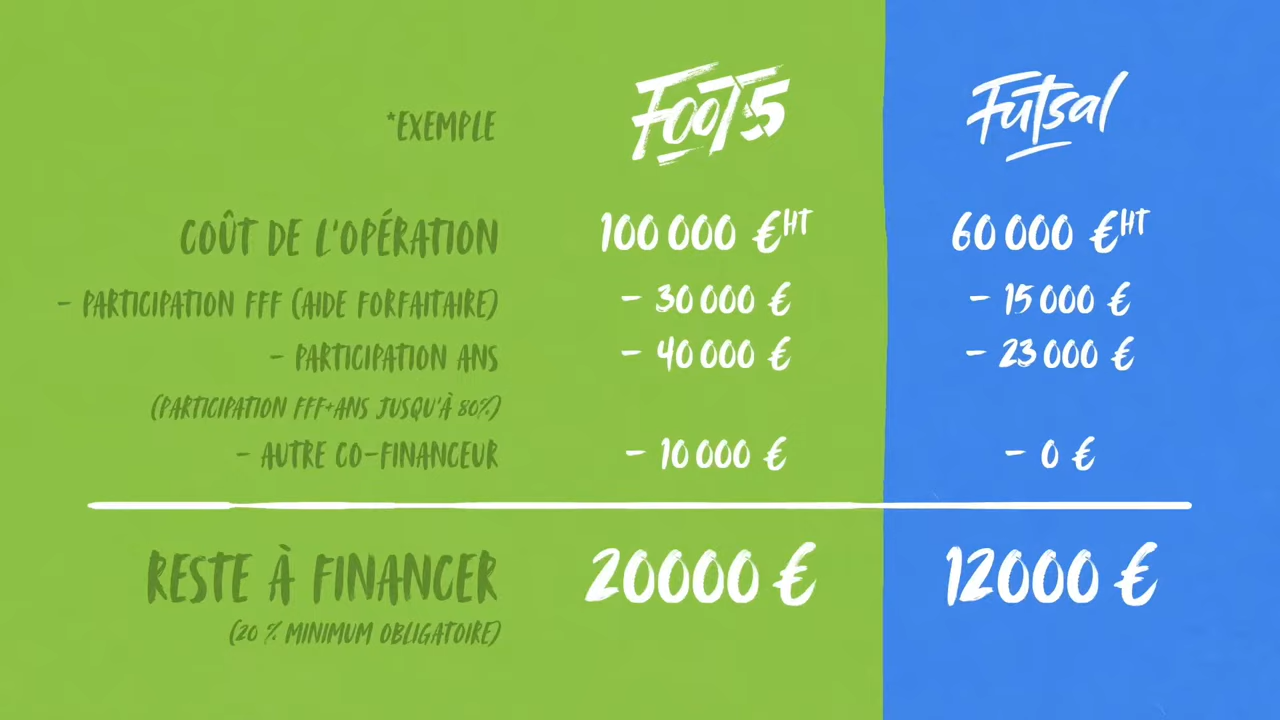 *EXEMPLE FOOT5 Futsal
COÛT DE L'OPÉRATION 100 000 €HT 60 000 €HT
- PARTICIPATION FFF (AIDE FORFAITAIRE) - 30 000 € - 15 000 €
- PARTICIPATION ANS - 40 000 € - 23 000 €
(PARTICIPATION FFF+ANS JUSQU'À 80%)
- AUTRE CO-FINANCEUR - 10 000 € - 0 €
RESTE À FINANCER 20000 € 12000 €
(20 % MINIMUM OBLIGATOIRE)